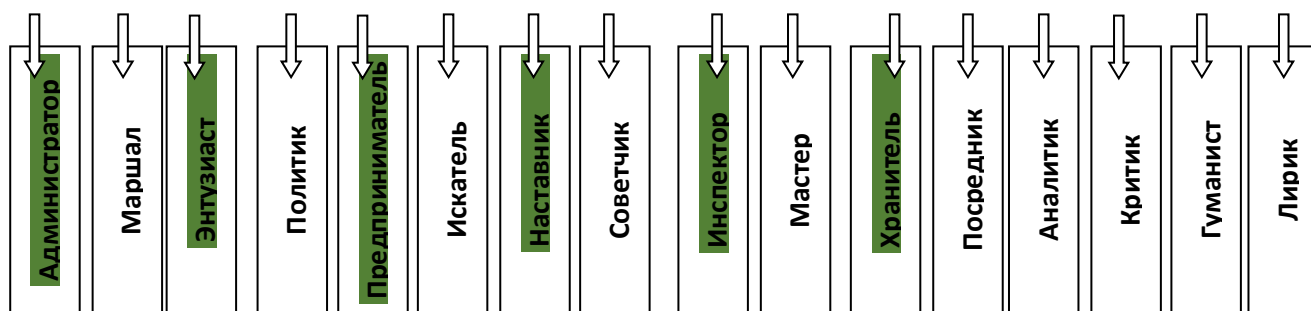 Администратор
Маршал
Энтузиаст
Политик
Предприниматель
Искатель
Наставник
Советчик
Инспектор
Мастер
Хранитель
Посредник
Аналитик
Критик
Гуманист
Лирик